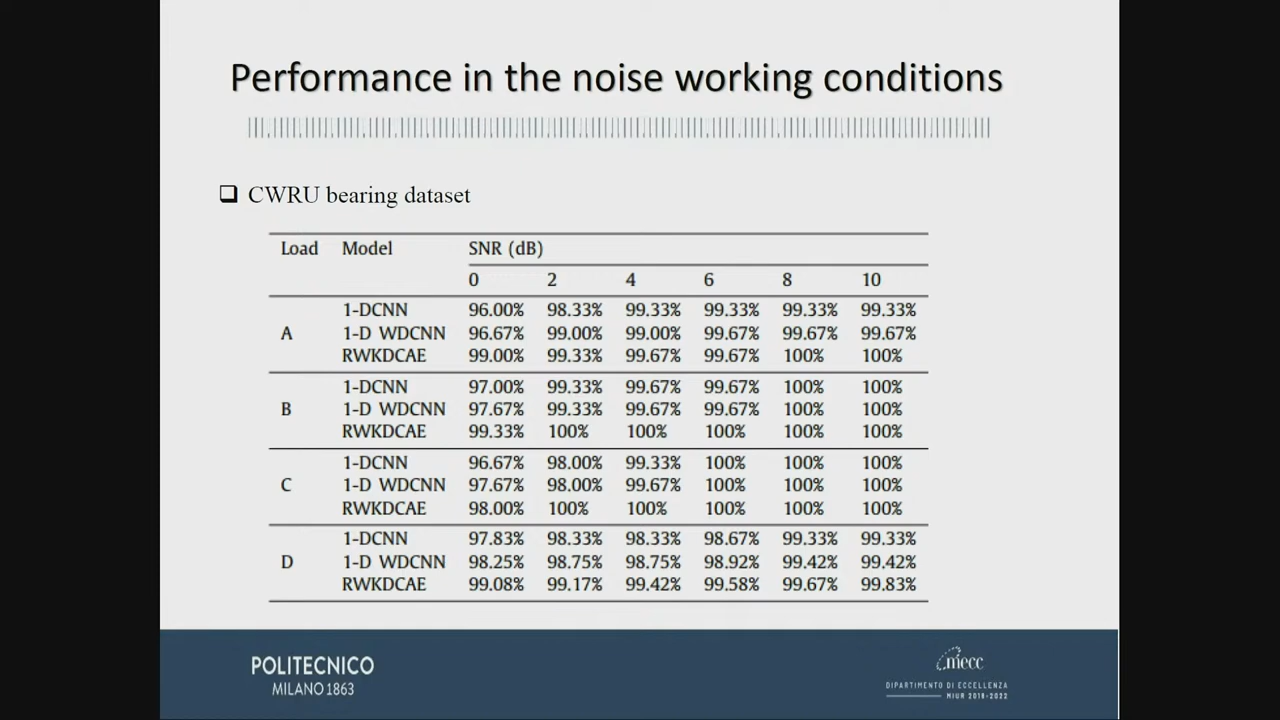 Performance in the noise working conditions
CWRU bearing dataset
Load Model SNR (dB)
0 2 4 6 8 10
1-DCNN 96.00% 98.33% 99.33% 99.33% 99.33% 99.33%
A 1-D WDCNN 96.67% 99.00% 99.00% 99.67% 99.67% 99.67%
RWKDCAE 99.00% 99.33% 99.67% 99.67% 100% 100%
1-DCNN 97.00% 99.33% 99.67% 99.67% 100% 100%
B 1-D WDCNN 97.67% 99.33% 99.67% 99.67% 100% 100%
RWKDCAE 99.33% 100% 100% 100% 100% 100%
1-DCNN 96.67% 98.00% 99.33% 100% 100% 100%
C 1-D WDCNN 97.67% 98.00% 99.67% 100% 100% 100%
RWKDCAE 98.00% 100% 100% 100% 100% 100%
1-DCNN 97.83% 98.33% 98.33% 98.67% 99.33% 99.33%
D 1-D WDCNN 98.25% 98.75% 98.75% 98.92% 99.42% 99.42%
RWKDCAE 99.08% 99.17% 99.42% 99.58% 99.67% 99.83%
POLITECNICO
MILANO 1863
mecc
DIPARTIMENTO DI ECCELLENZA
MIUR 2018-2022